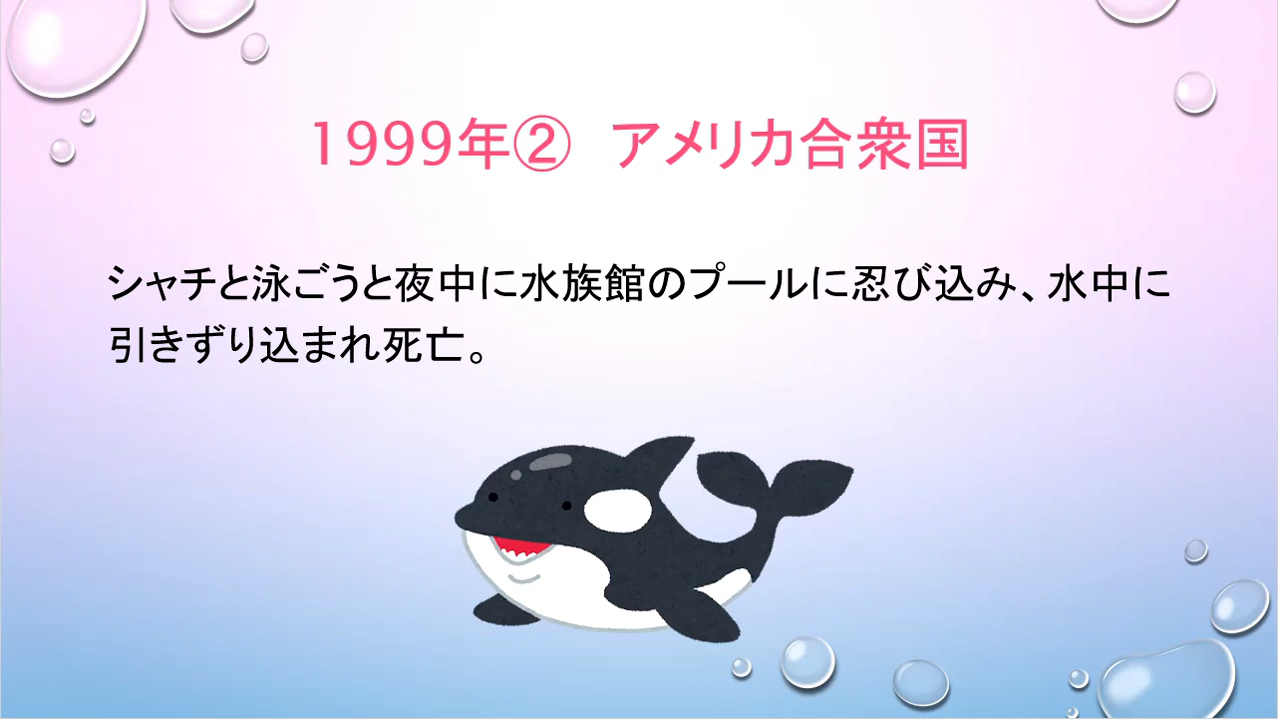 1999年② アメリカ合衆国
シャチと泳ごうと夜中に水族館のプールに忍び込み、水中に
引きずり込まれ死亡。